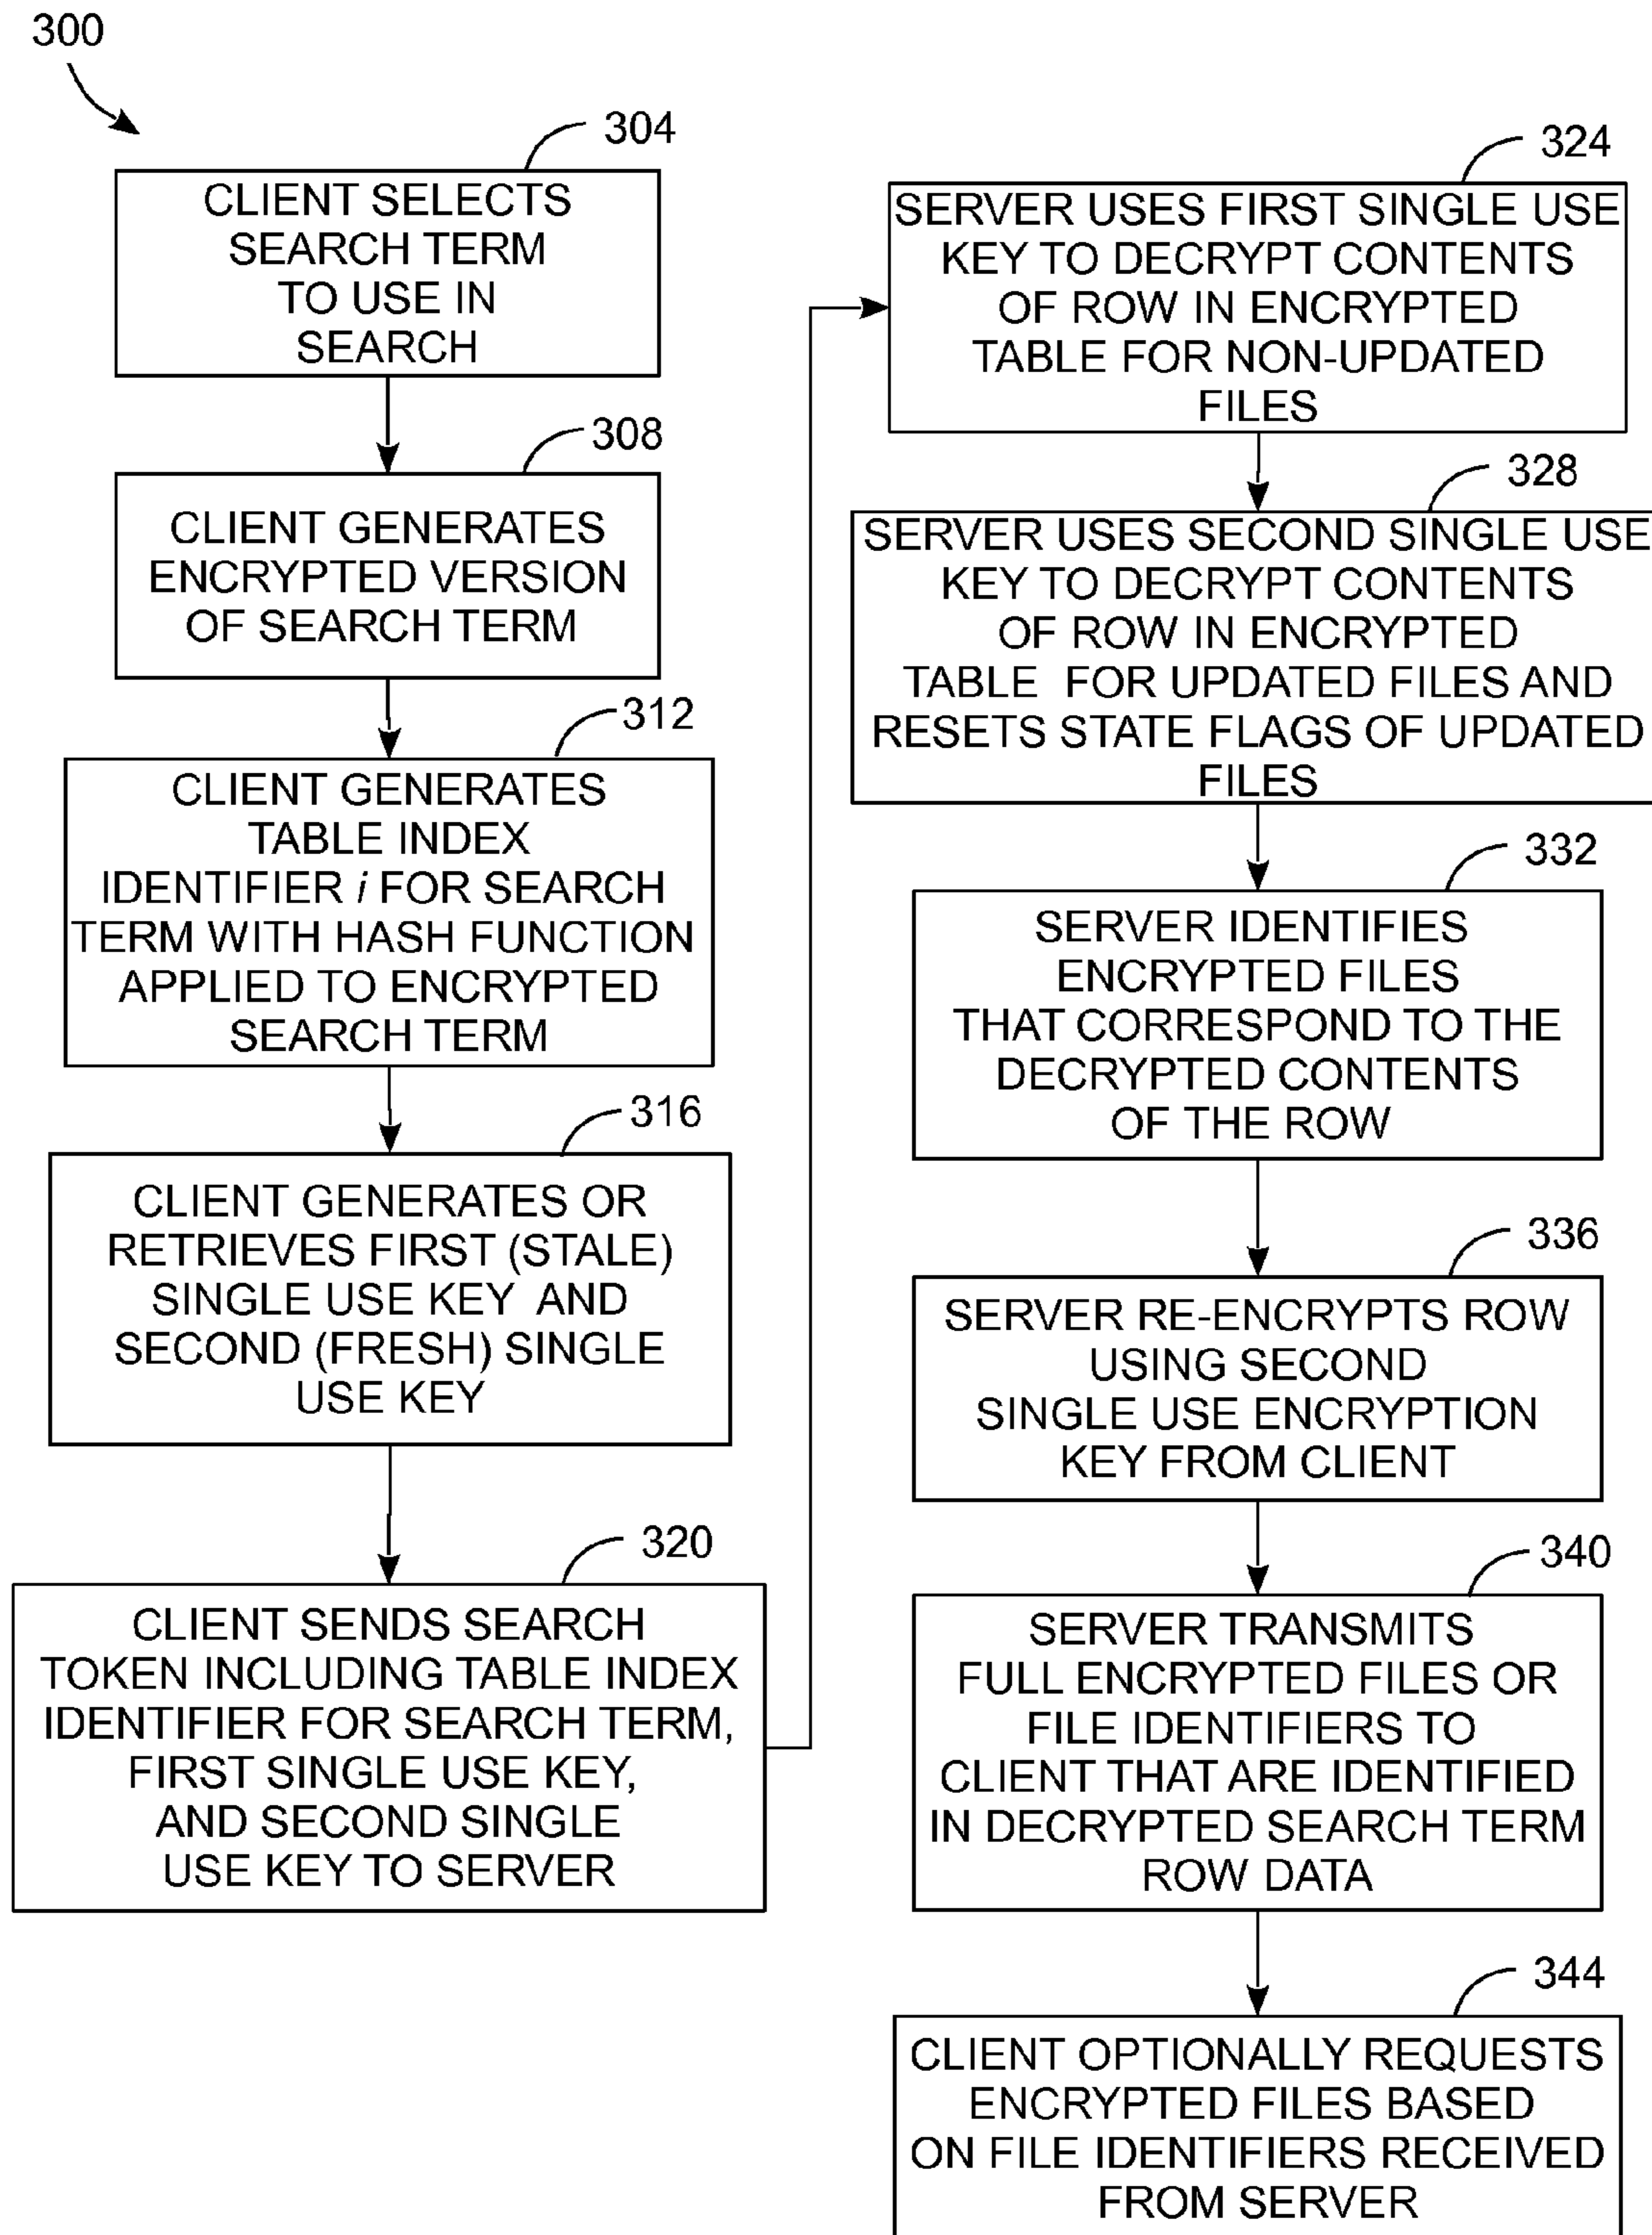 300
304
CLIENT SELECTS
SEARCH TERM
TO USE IN
SEARCH
308
CLIENT GENERATES
ENCRYPTED VERSION
OF SEARCH TERM
312
CLIENT GENERATES
TABLE INDEX
IDENTIFIER i FOR SEARCH
TERM WITH HASH FUNCTION
APPLIED TO ENCRYPTED
SEARCH TERM
316
CLIENT GENERATES OR
RETRIEVES FIRST (STALE)
SINGLE USE KEY AND
SECOND (FRESH) SINGLE
USE KEY
320
CLIENT SENDS SEARCH
TOKEN INCLUDING TABLE INDEX
IDENTIFIER FOR SEARCH TERM,
FIRST SINGLE USE KEY,
AND SECOND SINGLE
USE KEY TO SERVER
324
SERVER USES FIRST SINGLE USE
KEY TO DECRYPT CONTENTS
OF ROW IN ENCRYPTED
TABLE FOR NON-UPDATED
FILES
328
SERVER USES SECOND SINGLE USE
KEY TO DECRYPT CONTENTS
OF ROW IN ENCRYPTED
TABLE FOR UPDATED FILES AND
RESETS STATE FLAGS OF UPDATED
FILES
332
SERVER IDENTIFIES
ENCRYPTED FILES
THAT CORRESPOND TO THE
DECRYPTED CONTENTS
OF THE ROW
336
SERVER RE-ENCRYPTS ROW
USING SECOND
SINGLE USE ENCRYPTION
KEY FROM CLIENT
340
SERVER TRANSMITS
FULL ENCRYPTED FILES OR
FILE IDENTIFIERS TO
CLIENT THAT ARE IDENTIFIED
IN DECRYPTED SEARCH TERM
ROW DATA
344
CLIENT OPTIONALLY REQUESTS
ENCRYPTED FILES BASED
ON FILE IDENTIFIERS RECEIVED
FROM SERVER